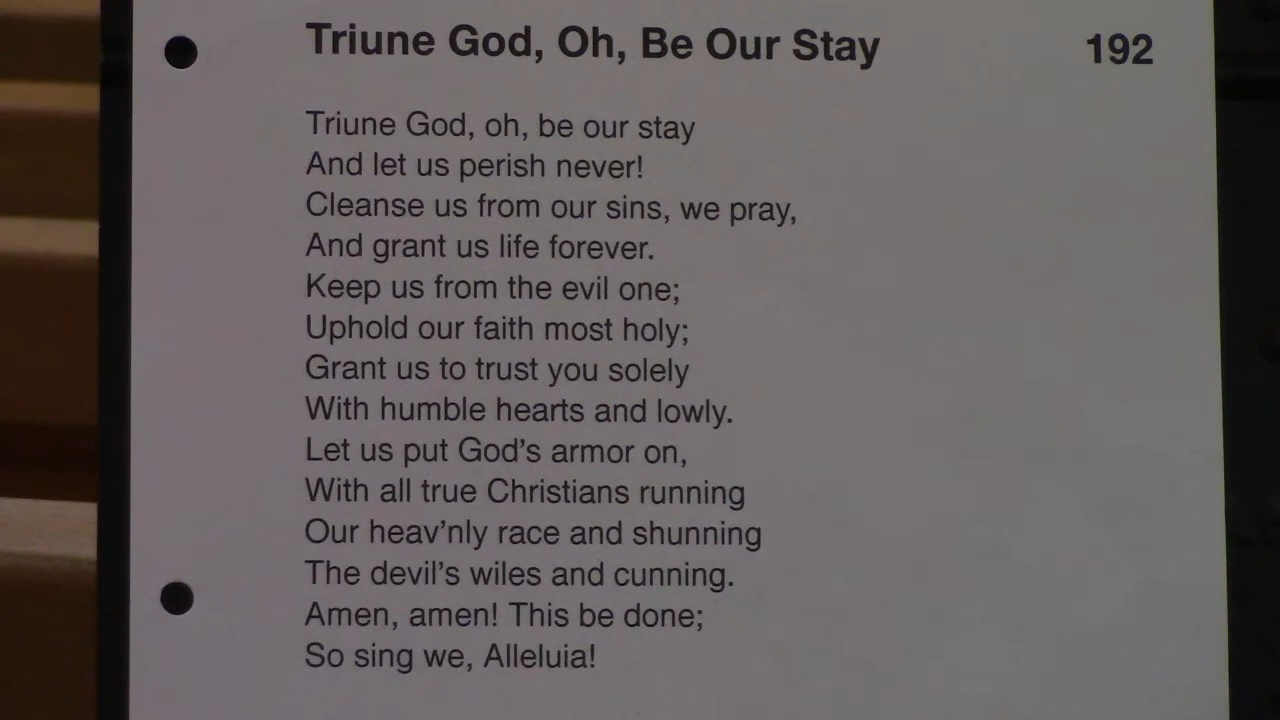 Triune God, Oh, Be Our Stay 192
Triune God, oh, be our stay
And let us perish never!
Cleanse us from our sins, we pray,
And grant us life forever.
Keep us from the evil one;
Uphold our faith most holy;
Grant us to trust you solely
With humble hearts and lowly.
Let us put God’s armor on,
With all true Christians running
Our heav’nly race and shunning
The devil’s wiles and cunning.
Amen, amen! This be done;
So sing we, Alleluia!